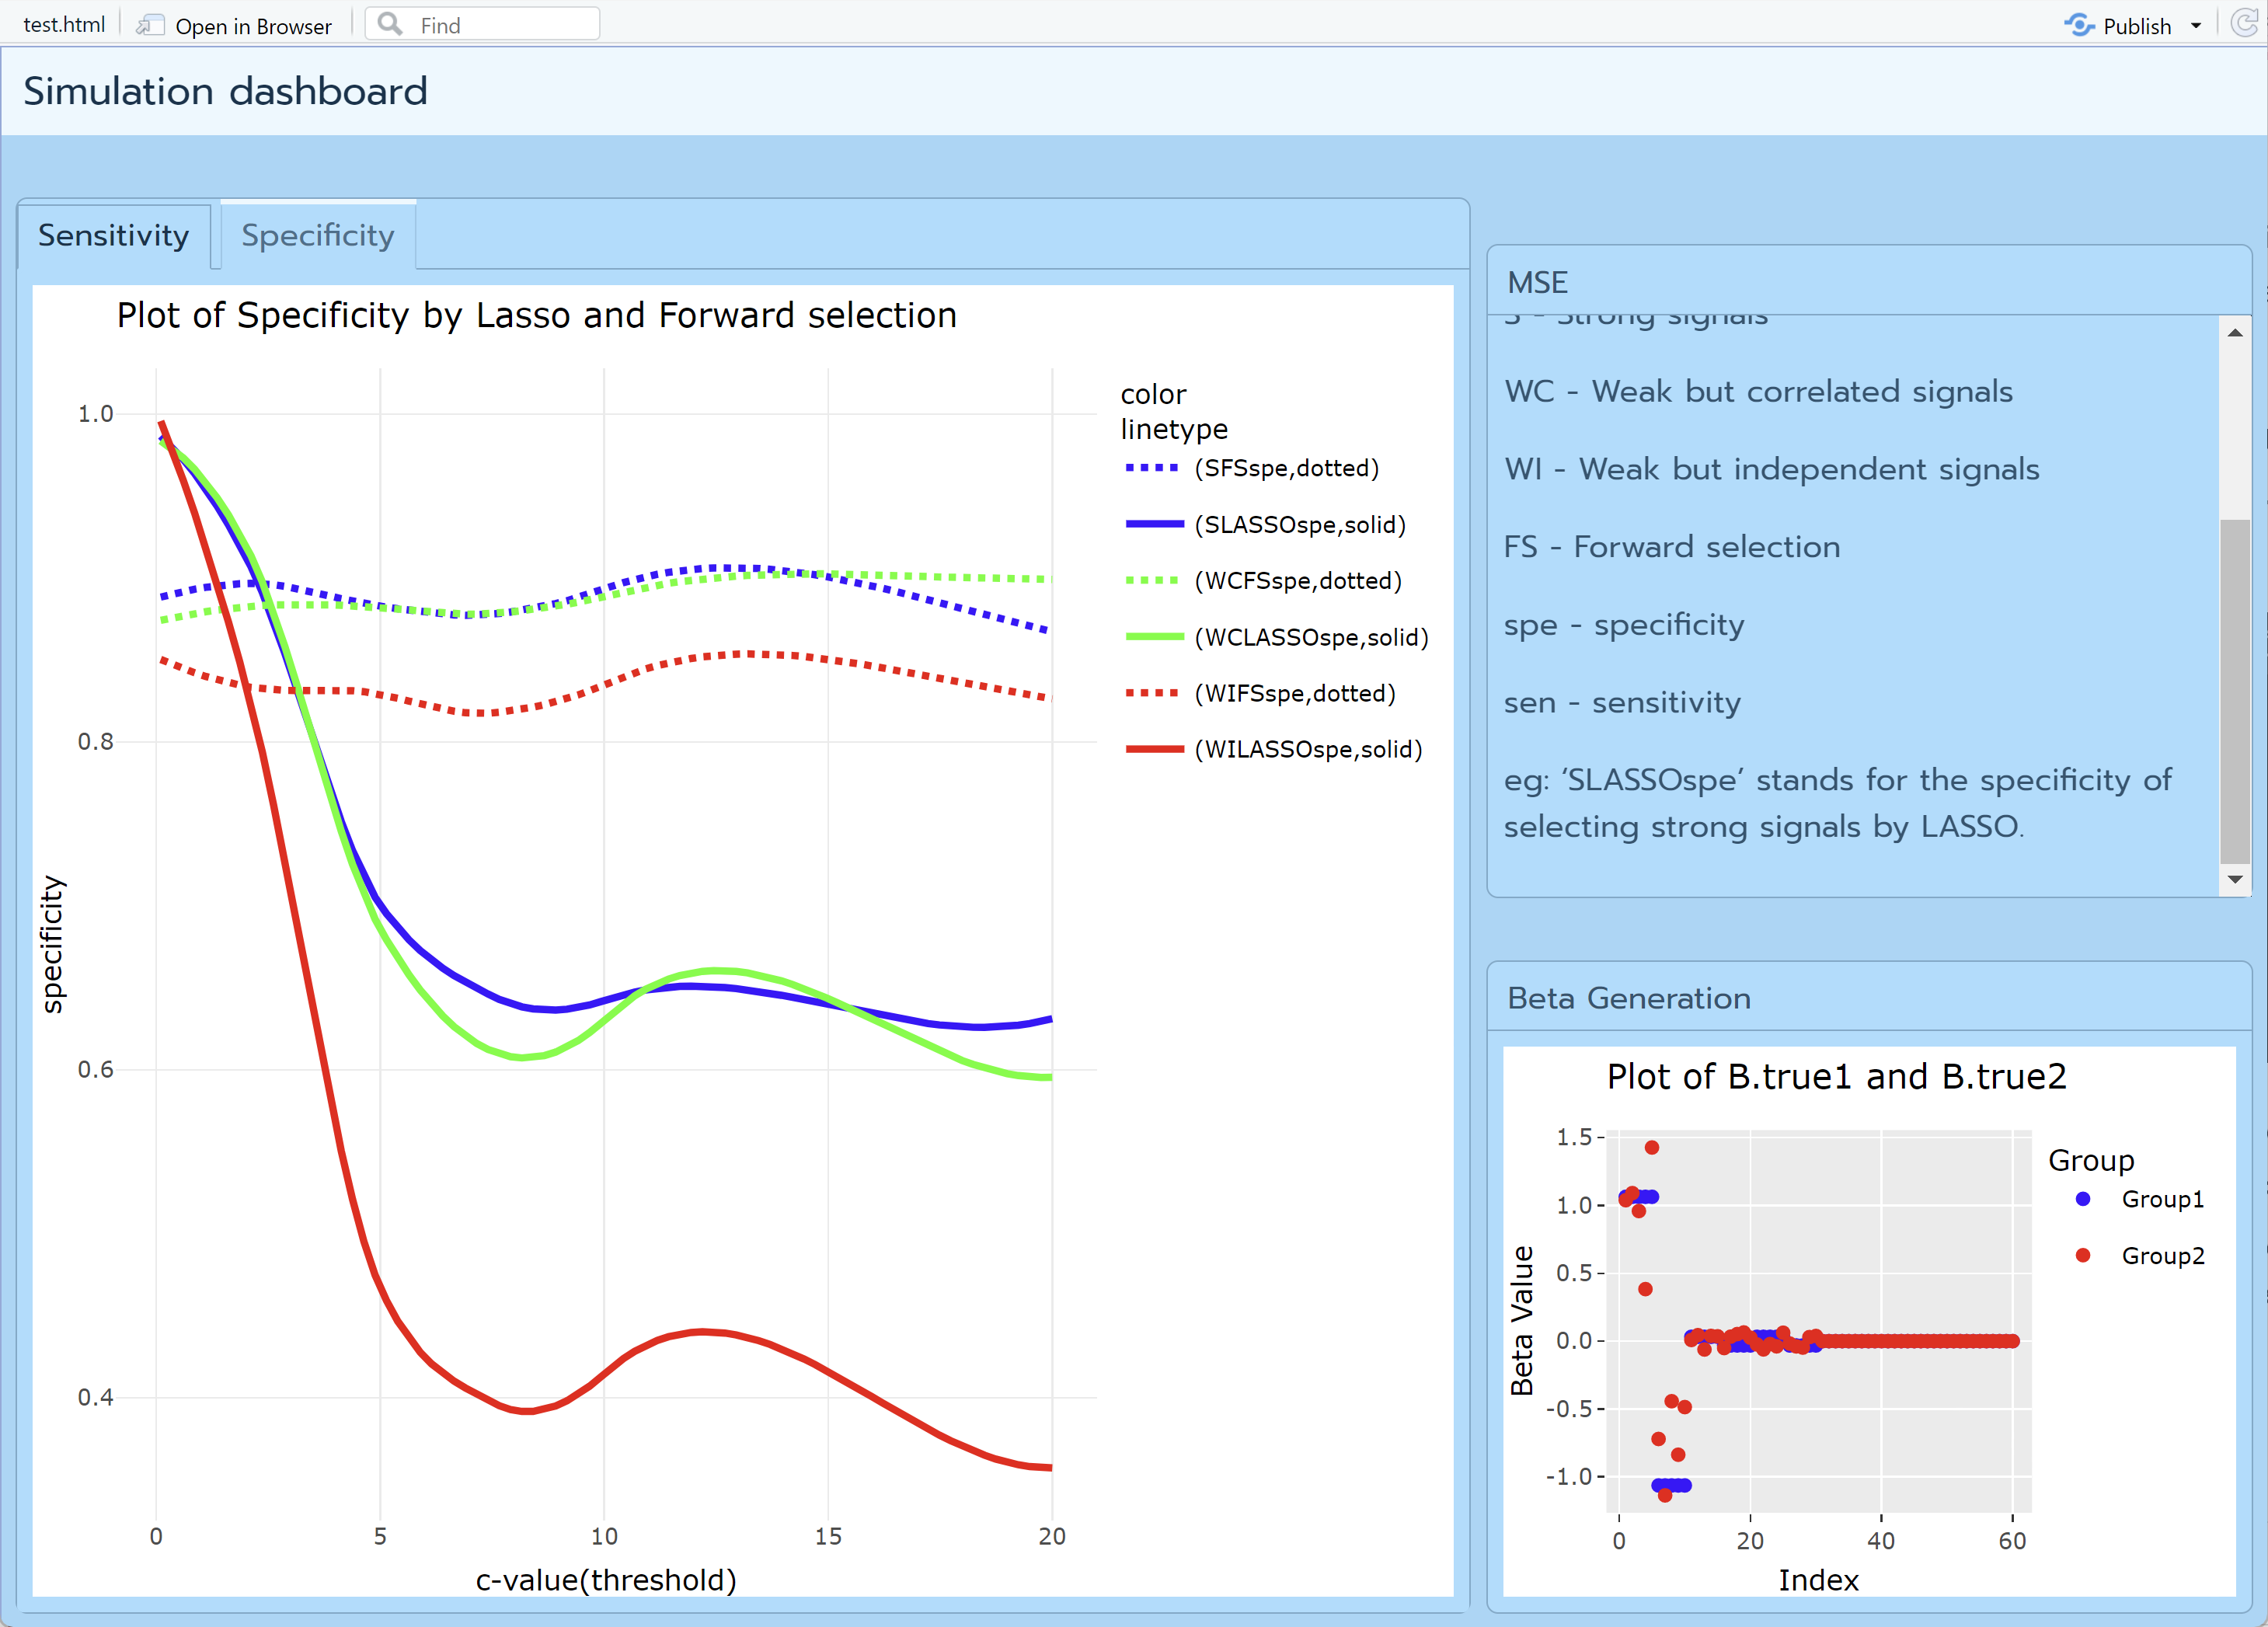 test.html
Open in Browser
Find
Publish
Simulation dashboard
Sensitivity
Specificity
Plot of Specificity by Lasso and Forward selection
1.0
0.8
0.6
0.4
specificity
0
5
10
15
20
c-value(threshold)
color
linetype
(SFSspe,dotted)
(SLASSOspe,solid)
(WCFSspe,dotted)
(WCLASSOspe,solid)
(WIFSspe,dotted)
(WILASSOspe,solid)
MSE
S - Strong signals
WC - Weak but correlated signals
WI - Weak but independent signals
FS - Forward selection
spe - specificity
sen - sensitivity
eg: ‘SLASSOspe’ stands for the specificity of
selecting strong signals by LASSO.
Beta Generation
Plot of B.true1 and B.true2
1.5
1.0
0.5
0.0
-0.5
-1.0
Beta Value
0
20
40
60
Index
Group
Group1
Group2